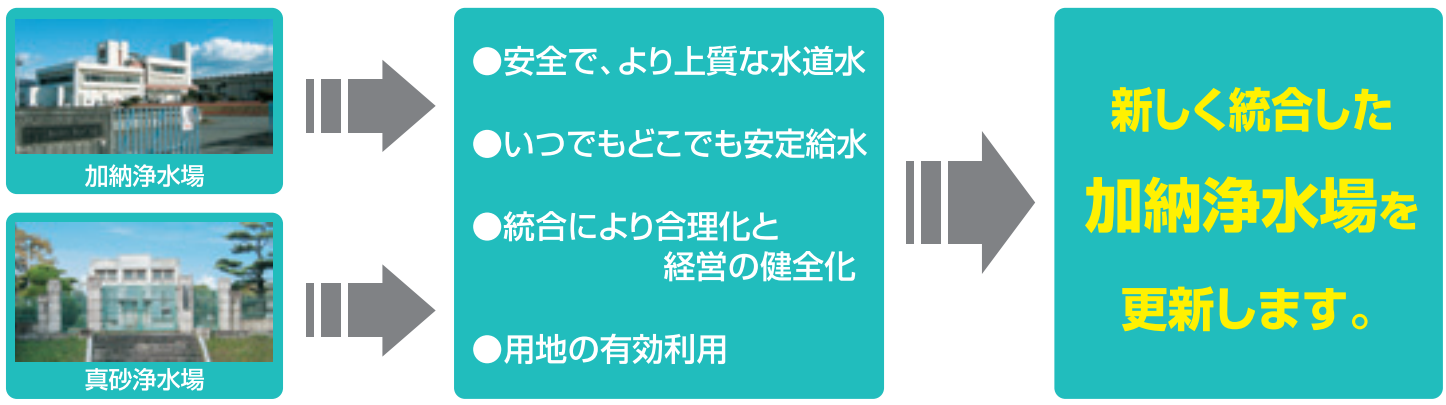 加納浄水場
真砂浄水場
●安全で、より上質な水道水
●いつでもどこでも安定給水
●統合により合理化と
経営の健全化
●用地の有効利用
新しく統合した
加納浄水場を
更新します。